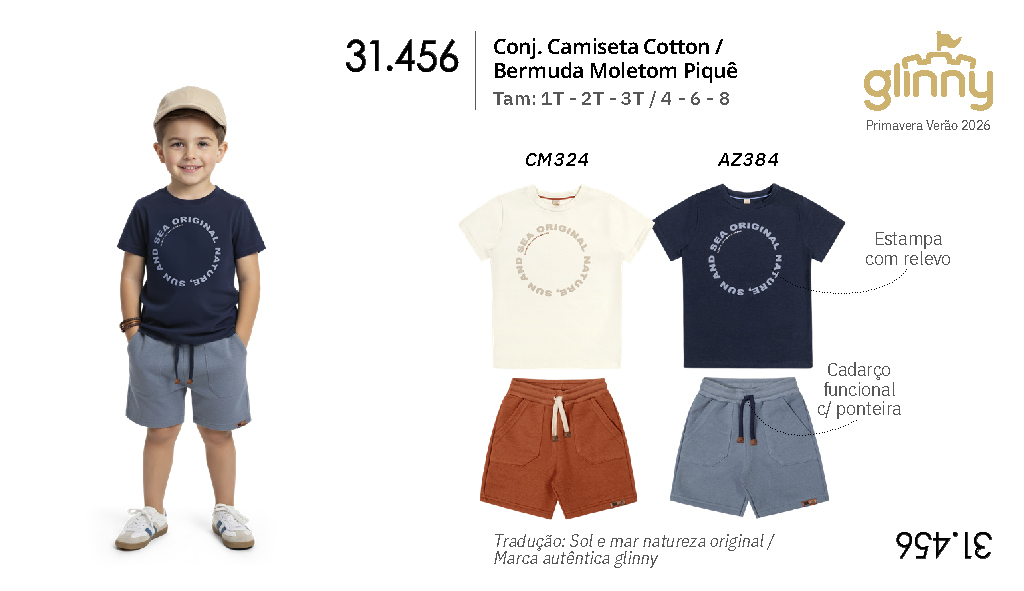 31.456
Conj. Camiseta Cotton /
Bermuda Moletom Piquê
Tam: 1T - 2T - 3T / 4 - 6 - 8
glinny
Primavera Verão 2026
CM324
AZ384
SEA ORIGINAL NATURE, SUN AND
SEA ORIGINAL NATURE, SUN AND
SEA ORIGINAL NATURE, SUN AND
Estampa
com relevo
Cadarço
funcional
c/ ponteira
Tradução: Sol e mar natureza original /
Marca autêntica glinny
31.456